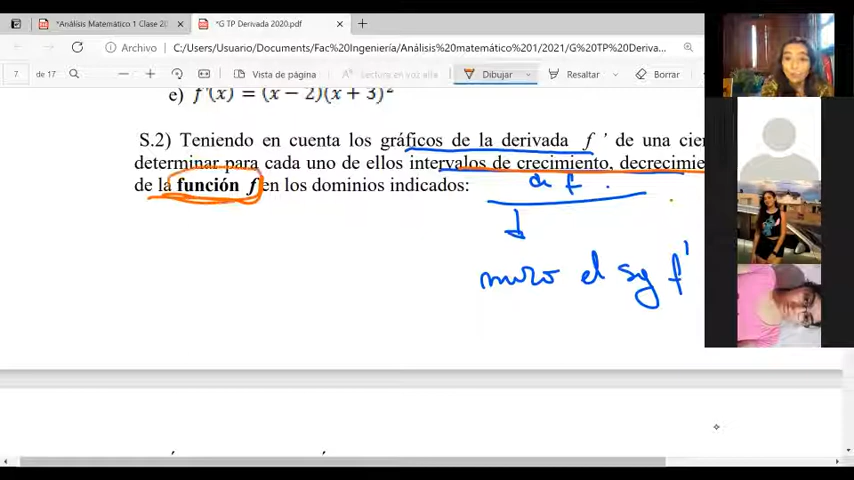 *Análisis Matemático 1 Clase 20
*G TP Derivada 2020.pdf
Archivo
C:/Users/Usuario/Documents/Fac%20Ingeniería/Análisis%20matemático%201/2021/G%20TP%20Deriva...
7 de 17
Vista de página
Lectura en voz alta
Dibujar
Resaltar
Borrar
e) f'(x) = (x − 2)(x + 3)²
S.2) Teniendo en cuenta los gráficos de la derivada f ' de una cier
determinar para cada uno de ellos intervalos de crecimiento, decrecimie
de la función f en los dominios indicados:
de f .
miro el sg f'